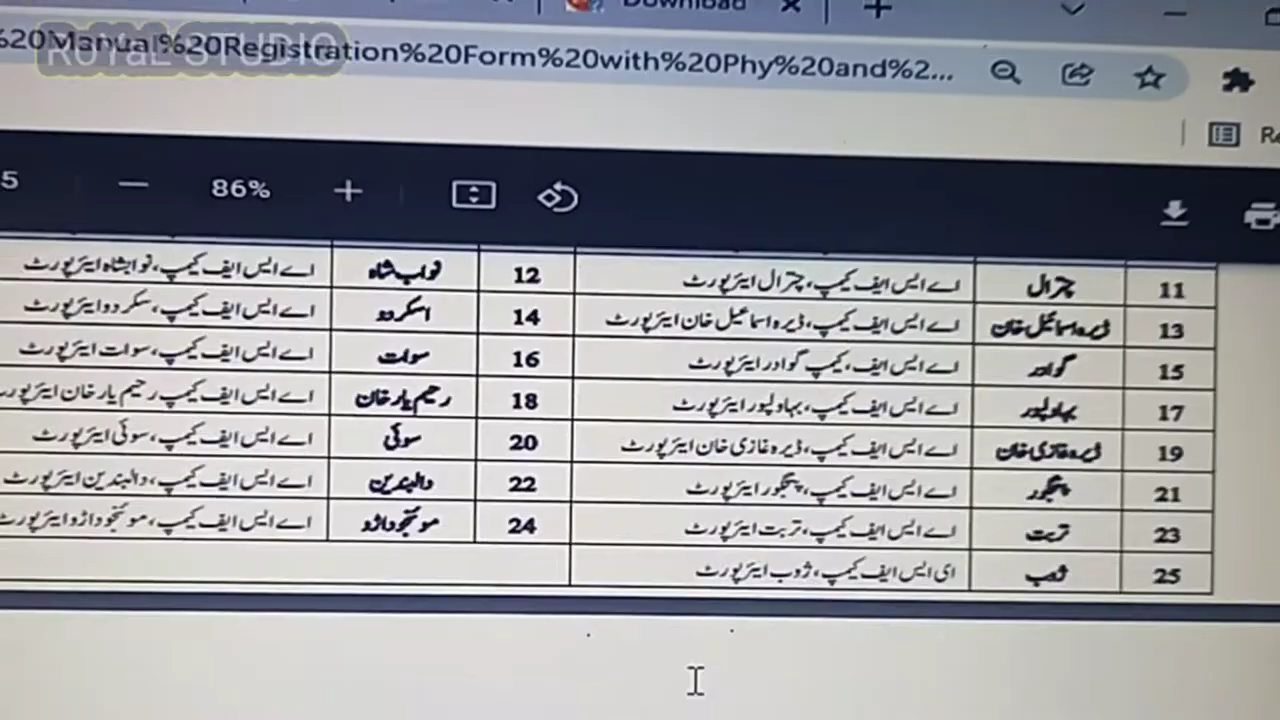 Download
%20Manual%20Registration%20Form%20with%20Phy%20and%2...
ROYAL STUDIO
5
86%
11 چترال اے ایس ایف کیمپ، چترال ایئرپورٹ 12 نواب شاہ اے ایس ایف کیمپ، نوابشاہ ایئرپورٹ
13 ڈیرہ اسماعیل خان اے ایس ایف کیمپ، ڈیرہ اسماعیل خان ایئرپورٹ 14 اسکردو اے ایس ایف کیمپ، سکردو ایئرپورٹ
15 گوادر اے ایس ایف، کیمپ گوادر ایئرپورٹ 16 سوات اے ایس ایف کیمپ، سوات ایئرپورٹ
17 بہاولپور اے ایس ایف کیمپ، بہاولپور ایئرپورٹ 18 رحیم یار خان اے ایس ایف کیمپ رحیم یار خان ایئرپورٹ
19 ڈیرہ غازی خان اے ایس ایف کیمپ، ڈیرہ غازی خان ایئرپورٹ 20 سوئی اے ایس ایف کیمپ، سوئی ایئرپورٹ
21 پنجگور اے ایس ایف کیمپ، پنجگور ایئرپورٹ 22 دالبندین اے ایس ایف کیمپ، دالبندین ایئرپورٹ
23 تربت اے ایس ایف کیمپ، تربت ایئرپورٹ 24 موئنجوداڑو اے ایس ایف کیمپ، موئنجوداڑو ایئرپورٹ
25 ژوب ای ایس ایف کیمپ، ژوب ایئرپورٹ